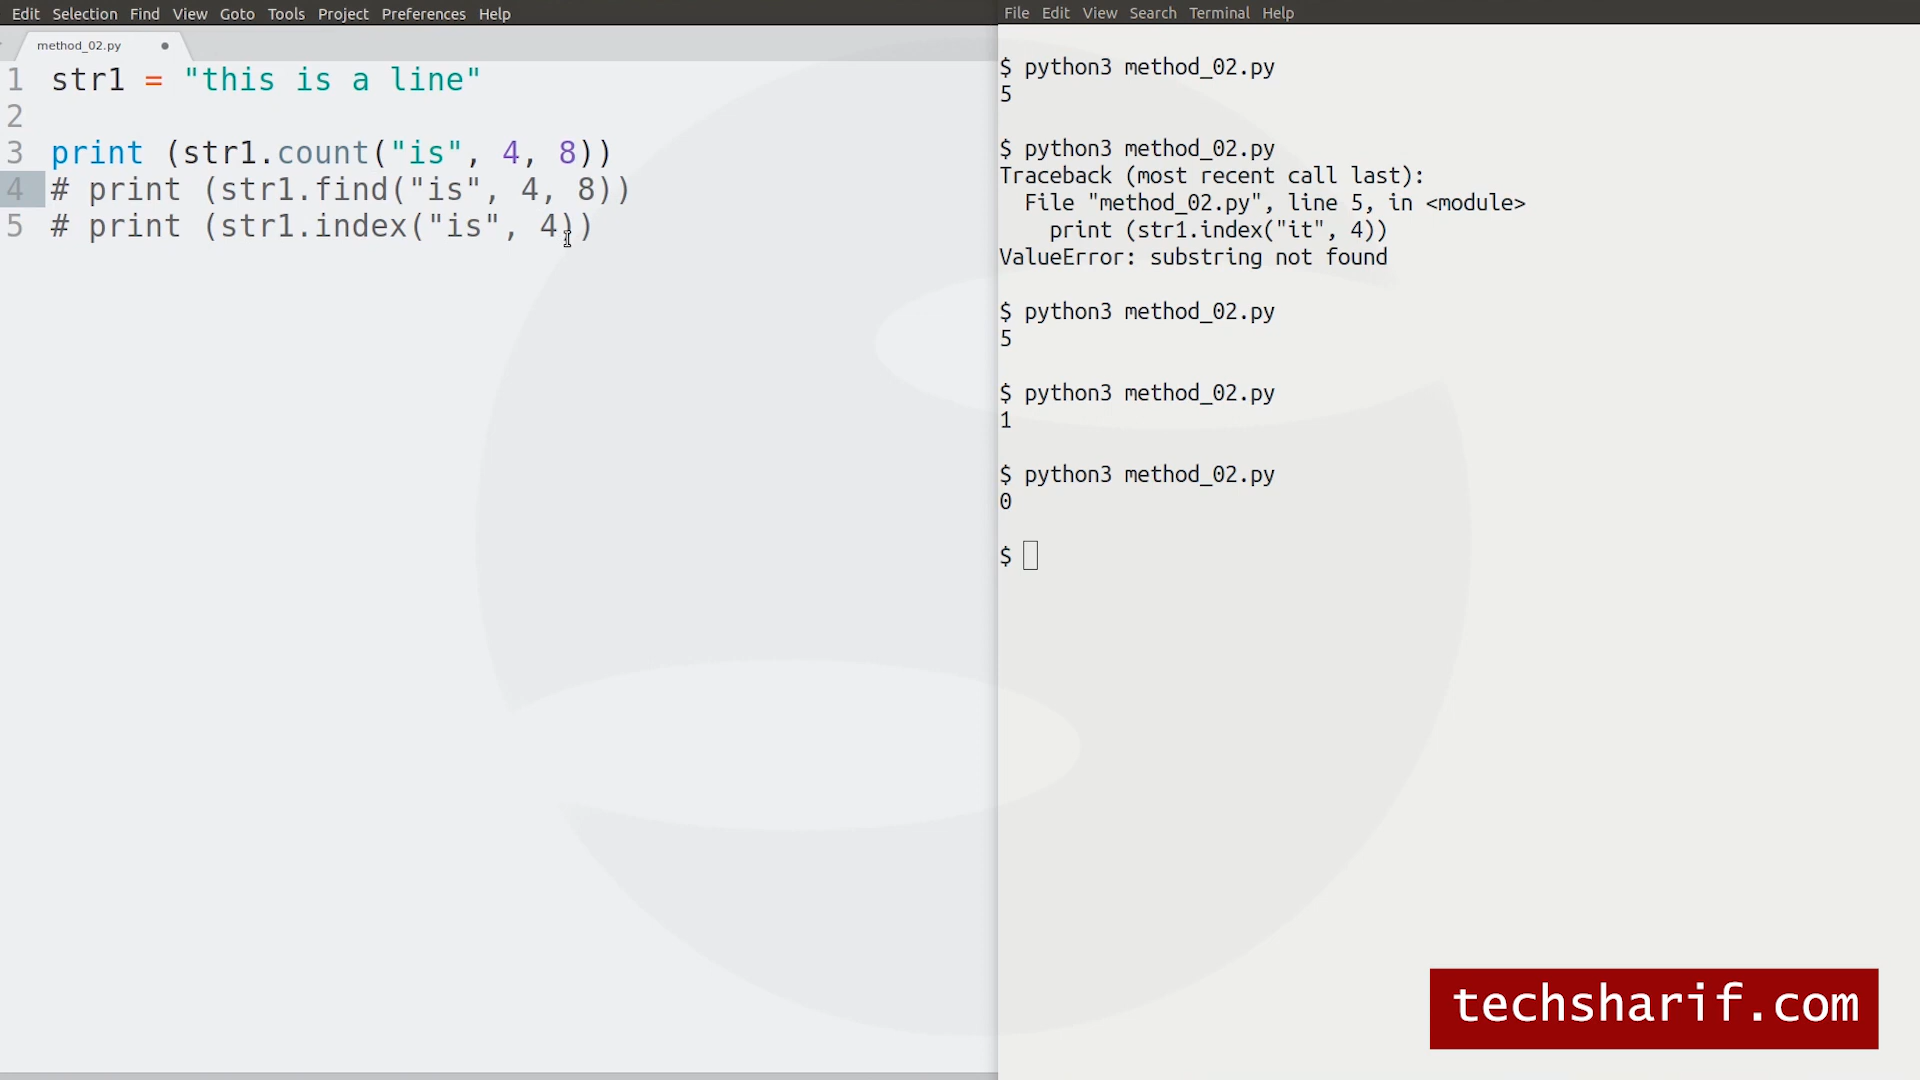 Edit Selection Find View Goto Tools Project Preferences Help
method_02.py
1 str1 = "this is a line"
2
3 print (str1.count("is", 4, 8))
4 # print (str1.find("is", 4, 8))
5 # print (str1.index("is", 4))
File Edit View Search Terminal Help
$ python3 method_02.py
5
$ python3 method_02.py
Traceback (most recent call last):
File "method_02.py", line 5, in <module>
print (str1.index("it", 4))
ValueError: substring not found
$ python3 method_02.py
5
$ python3 method_02.py
1
$ python3 method_02.py
0
$
techsharif.com